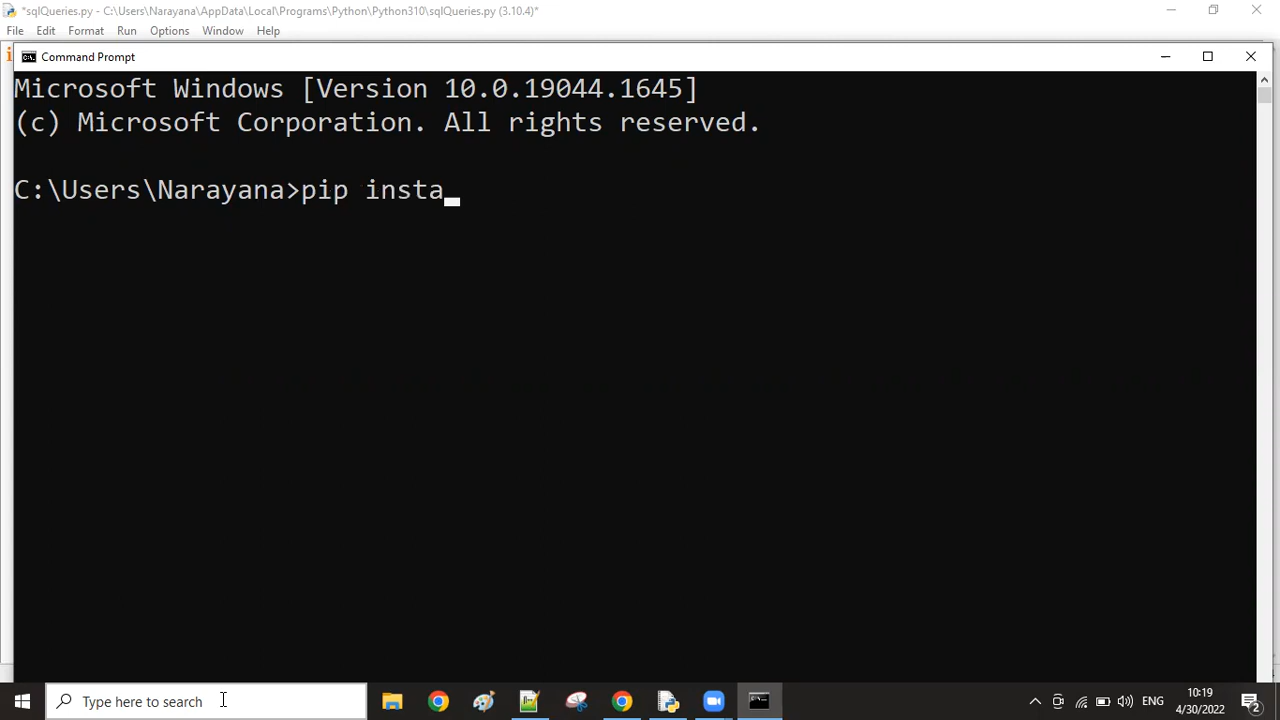 *sqlQueries.py - C:\Users\Narayana\AppData\Local\Programs\Python\Python310\sqlQueries.py (3.10.4)*
File Edit Format Run Options Window Help
Command Prompt
Microsoft Windows [Version 10.0.19044.1645]
(c) Microsoft Corporation. All rights reserved.
C:\Users\Narayana>pip insta
Type here to search
ENG
10:19
4/30/2022
2